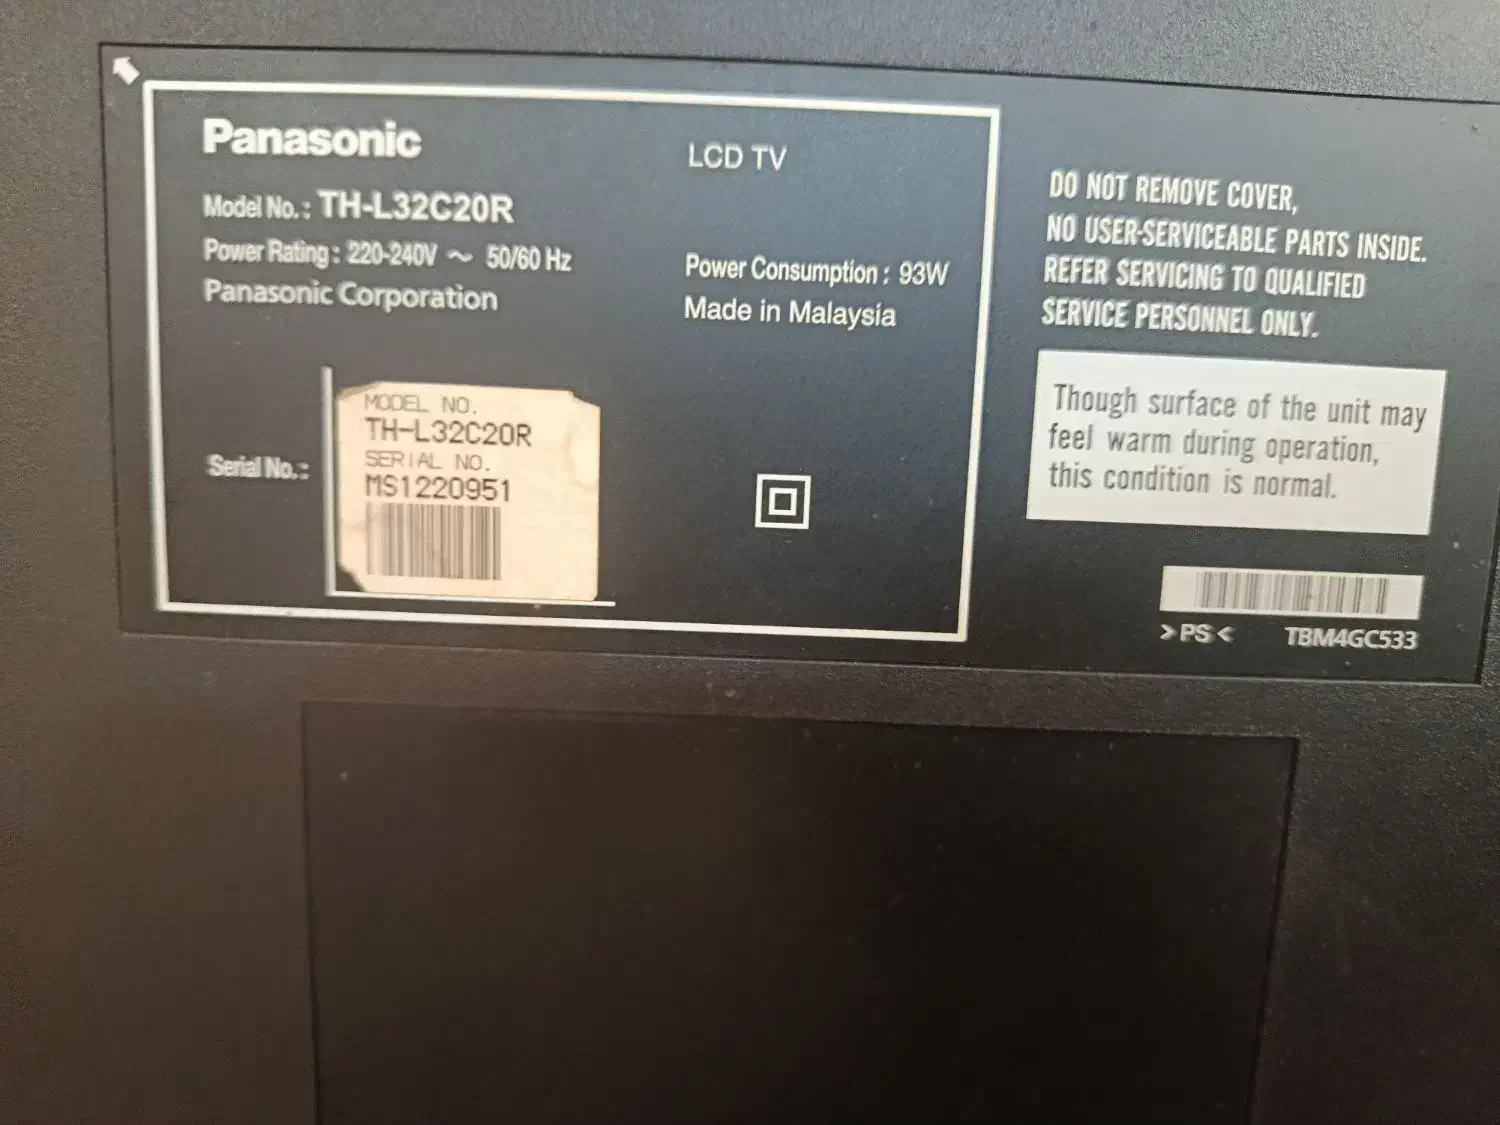 Panasonic
LCD TV
Model No.: TH-L32C20R
Power Rating: 220-240V ~ 50/60 Hz
Power Consumption: 93W
Panasonic Corporation
Made in Malaysia
Serial No.:
MODEL NO.
TH-L32C20R
SERIAL NO.
MS1220951
DO NOT REMOVE COVER,
NO USER-SERVICEABLE PARTS INSIDE.
REFER SERVICING TO QUALIFIED
SERVICE PERSONNEL ONLY.
Though surface of the unit may
feel warm during operation,
this condition is normal.
>PS< TBM4GC533